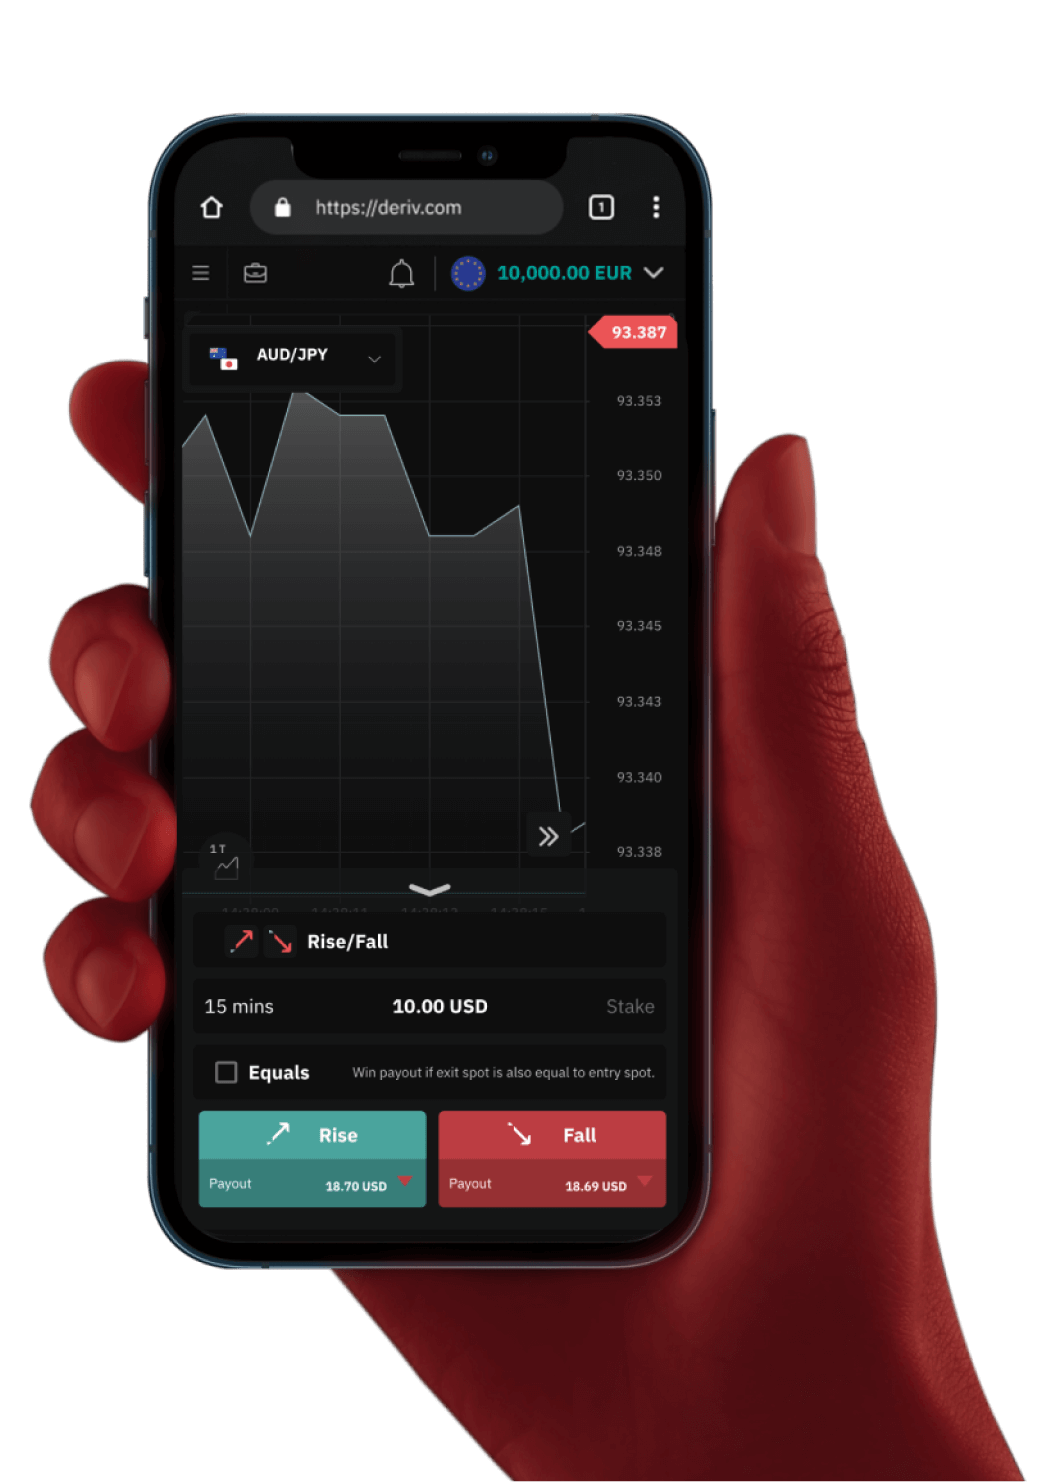 https://deriv.com
1
10,000.00 EUR
93.387
AUD/JPY
93.353
93.350
93.348
93.345
93.343
93.340
1T
93.338
Rise/Fall
15 mins 10.00 USD Stake
Equals Win payout if exit spot is also equal to entry spot.
Rise Fall
Payout 18.70 USD Payout 18.69 USD